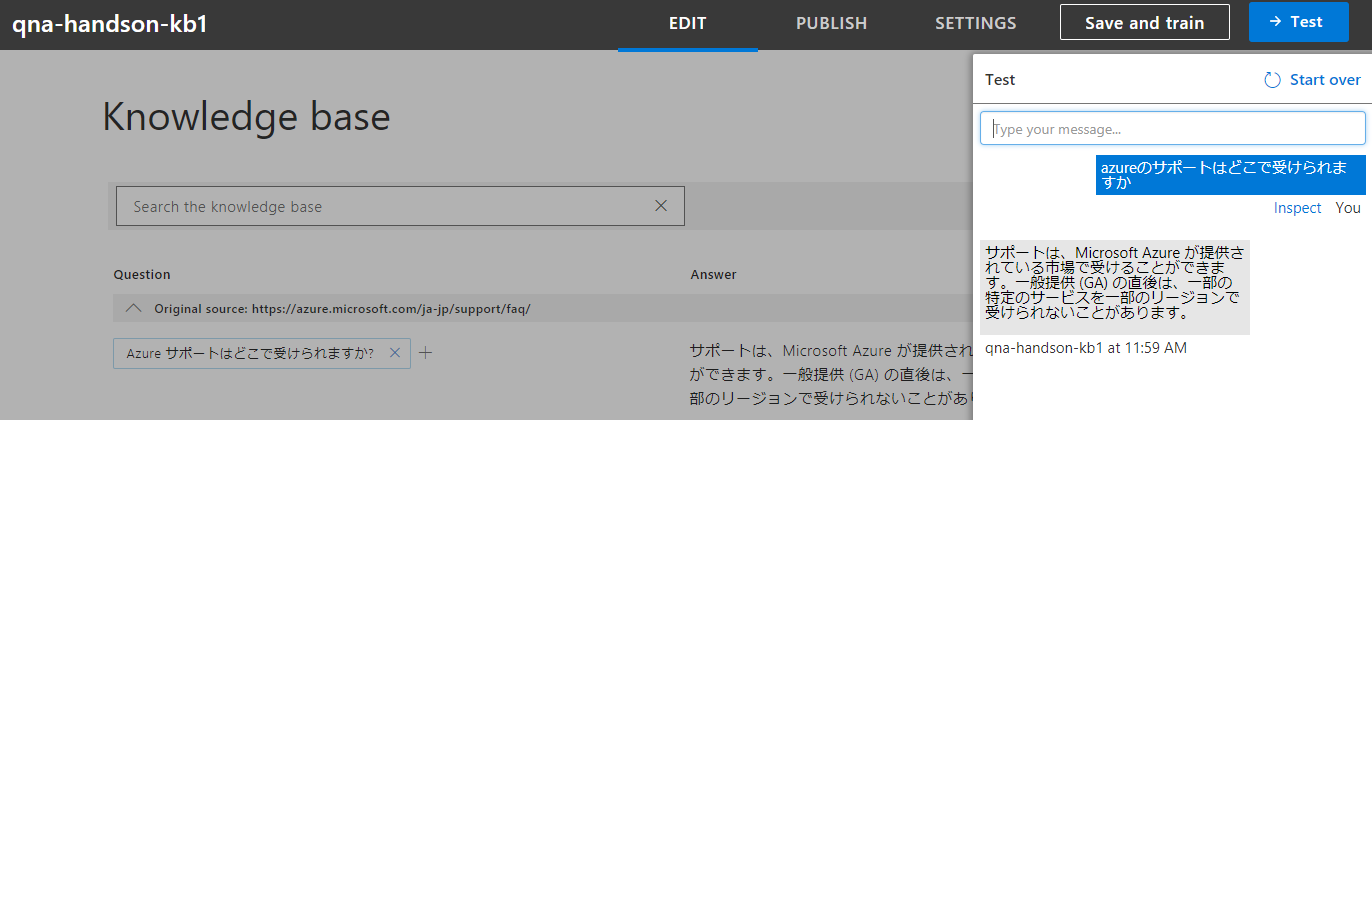 qna-handson-kb1
EDIT
PUBLISH
SETTINGS
Save and train
→ Test
Knowledge base
Search the knowledge base
Question
Answer
Original source: https://azure.microsoft.com/ja-jp/support/faq/
Azure サポートはどこで受けられますか?
サポートは、Microsoft Azure が提供され
ができます。一般提供 (GA) の直後は、一
部のリージョンで受けられないことがあり
Test
Start over
Type your message...
azureのサポートはどこで受けられま
すか
Inspect You
サポートは、Microsoft Azure が提供さ
れている市場で受けることができま
す。一般提供 (GA) の直後は、一部の
特定のサービスを一部のリージョンで
受けられないことがあります。
qna-handson-kb1 at 11:59 AM